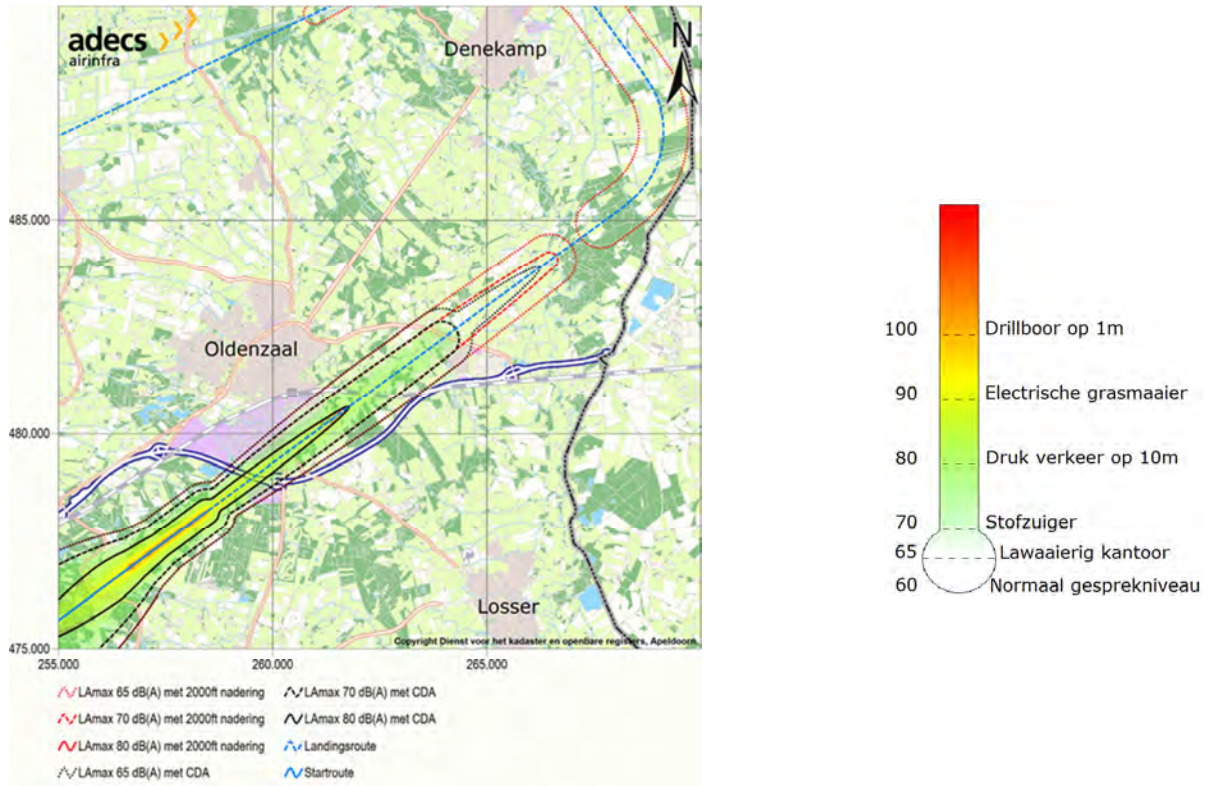 adecs
airinfra
Denekamp
N
485.000
Oldenzaal
480.000
Losser
Copyright Dienst voor het kadaster en openbare registers, Apeldoorn
475.000
255.000 260.000 265.000
LAmax 65 dB(A) met 2000ft nadering
LAmax 70 dB(A) met 2000ft nadering
LAmax 80 dB(A) met 2000ft nadering
LAmax 65 dB(A) met CDA
LAmax 70 dB(A) met CDA
LAmax 80 dB(A) met CDA
Landingsroute
Startroute
100 Drillboor op 1m
90 Electrische grasmaaier
80 Druk verkeer op 10m
70 Stofzuiger
65 Lawaaierig kantoor
60 Normaal gesprekniveau